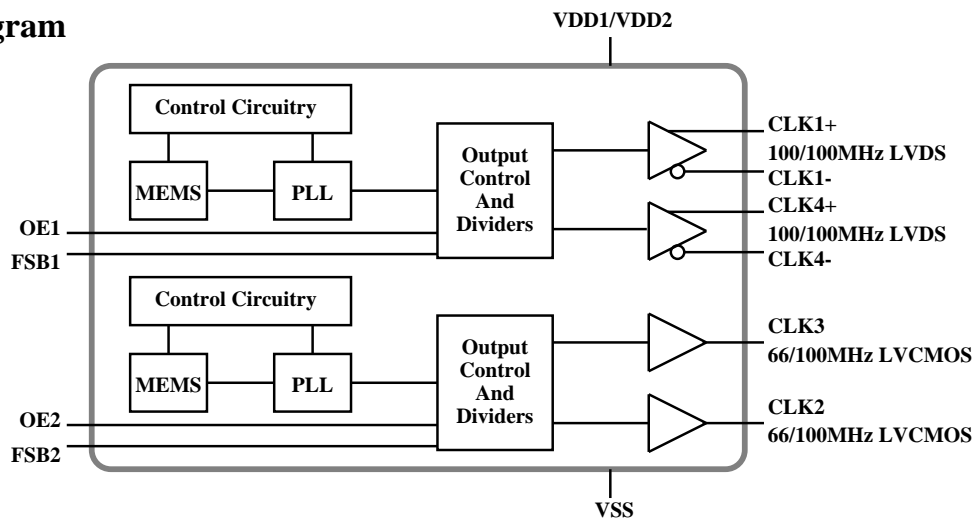 gram
VDD1/VDD2
Control Circuitry
MEMS
PLL
Output
Control
And
Dividers
CLK1+
100/100MHz LVDS
CLK1-
CLK4+
100/100MHz LVDS
CLK4-
OE1
FSB1
Control Circuitry
MEMS
PLL
Output
Control
And
Dividers
CLK3
66/100MHz LVCMOS
CLK2
66/100MHz LVCMOS
OE2
FSB2
VSS